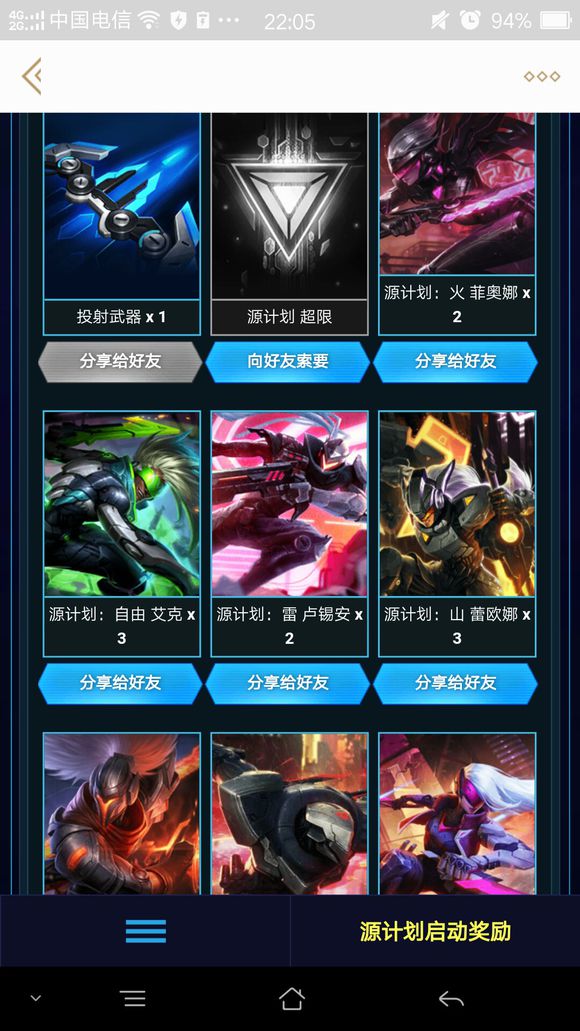 4G 2G 中国电信 22:05 94%
投射武器 x 1
源计划 超限
源计划：火 菲奥娜 x
2
分享给好友
向好友索要
分享给好友
源计划：自由 艾克 x
3
源计划：雷 卢锡安 x
2
源计划：山 蕾欧娜 x
3
分享给好友
分享给好友
分享给好友
源计划启动奖励